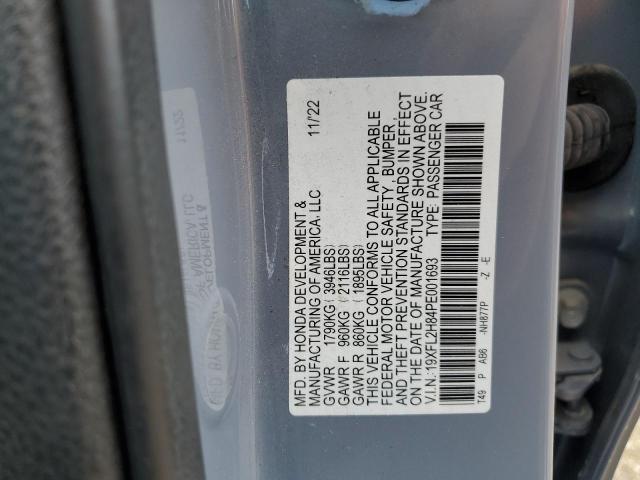 MFD. BY HONDA DEVELOPMENT &
MANUFACTURING OF AMERICA, LLC 11/22
GVWR 1790KG (3946LBS)
GAWR F 960KG (2116LBS)
GAWR R 860KG (1895LBS)
THIS VEHICLE CONFORMS TO ALL APPLICABLE
FEDERAL MOTOR VEHICLE SAFETY, BUMPER,
AND THEFT PREVENTION STANDARDS IN EFFECT
ON THE DATE OF MANUFACTURE SHOWN ABOVE.
V.I.N.:19XFL2H84PE001693 TYPE: PASSENGER CAR
T49 P AB6 -NH877P -Z -E